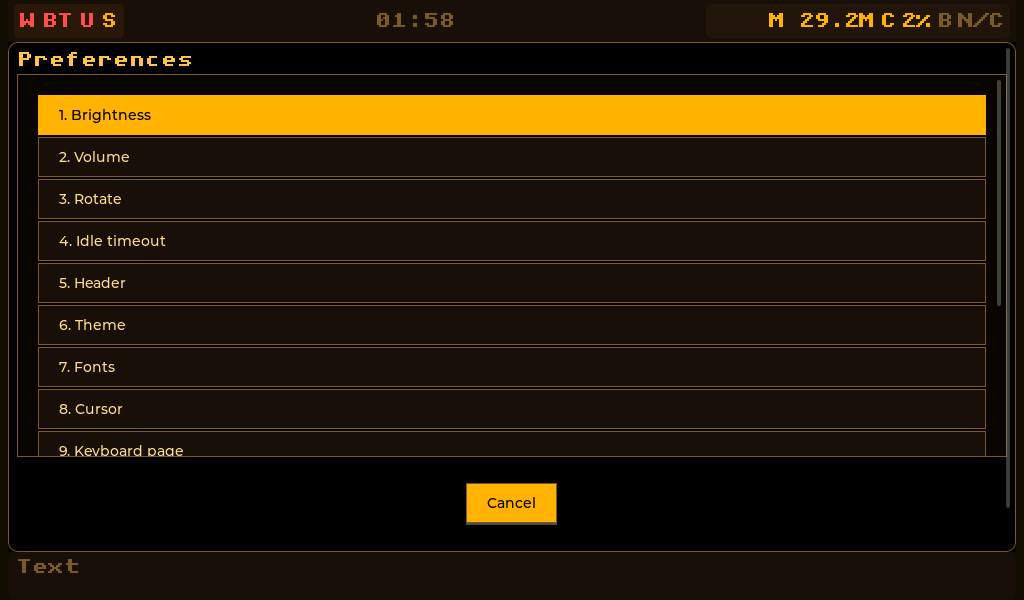 W BT U S 01:58 M 29.2M C 2% B N/C
Preferences
1. Brightness
2. Volume
3. Rotate
4. Idle timeout
5. Header
6. Theme
7. Fonts
8. Cursor
9. Keyboard page
Cancel
Text